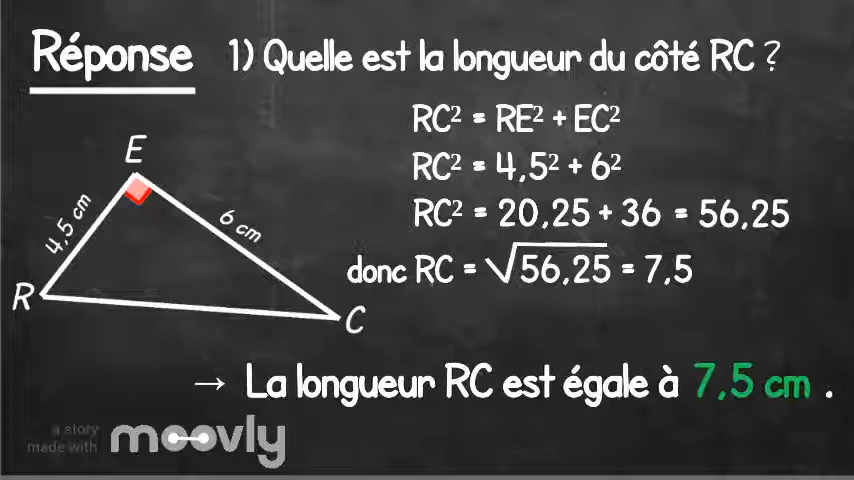 Réponse 1) Quelle est la longueur du côté RC ?
RC² = RE² + EC²
RC² = 4,5² + 6²
RC² = 20,25 + 36 = 56,25
donc RC = √56,25 = 7,5
E
4,5 cm
6 cm
R
C
→ La longueur RC est égale à 7,5 cm .
a story
made with
moovly